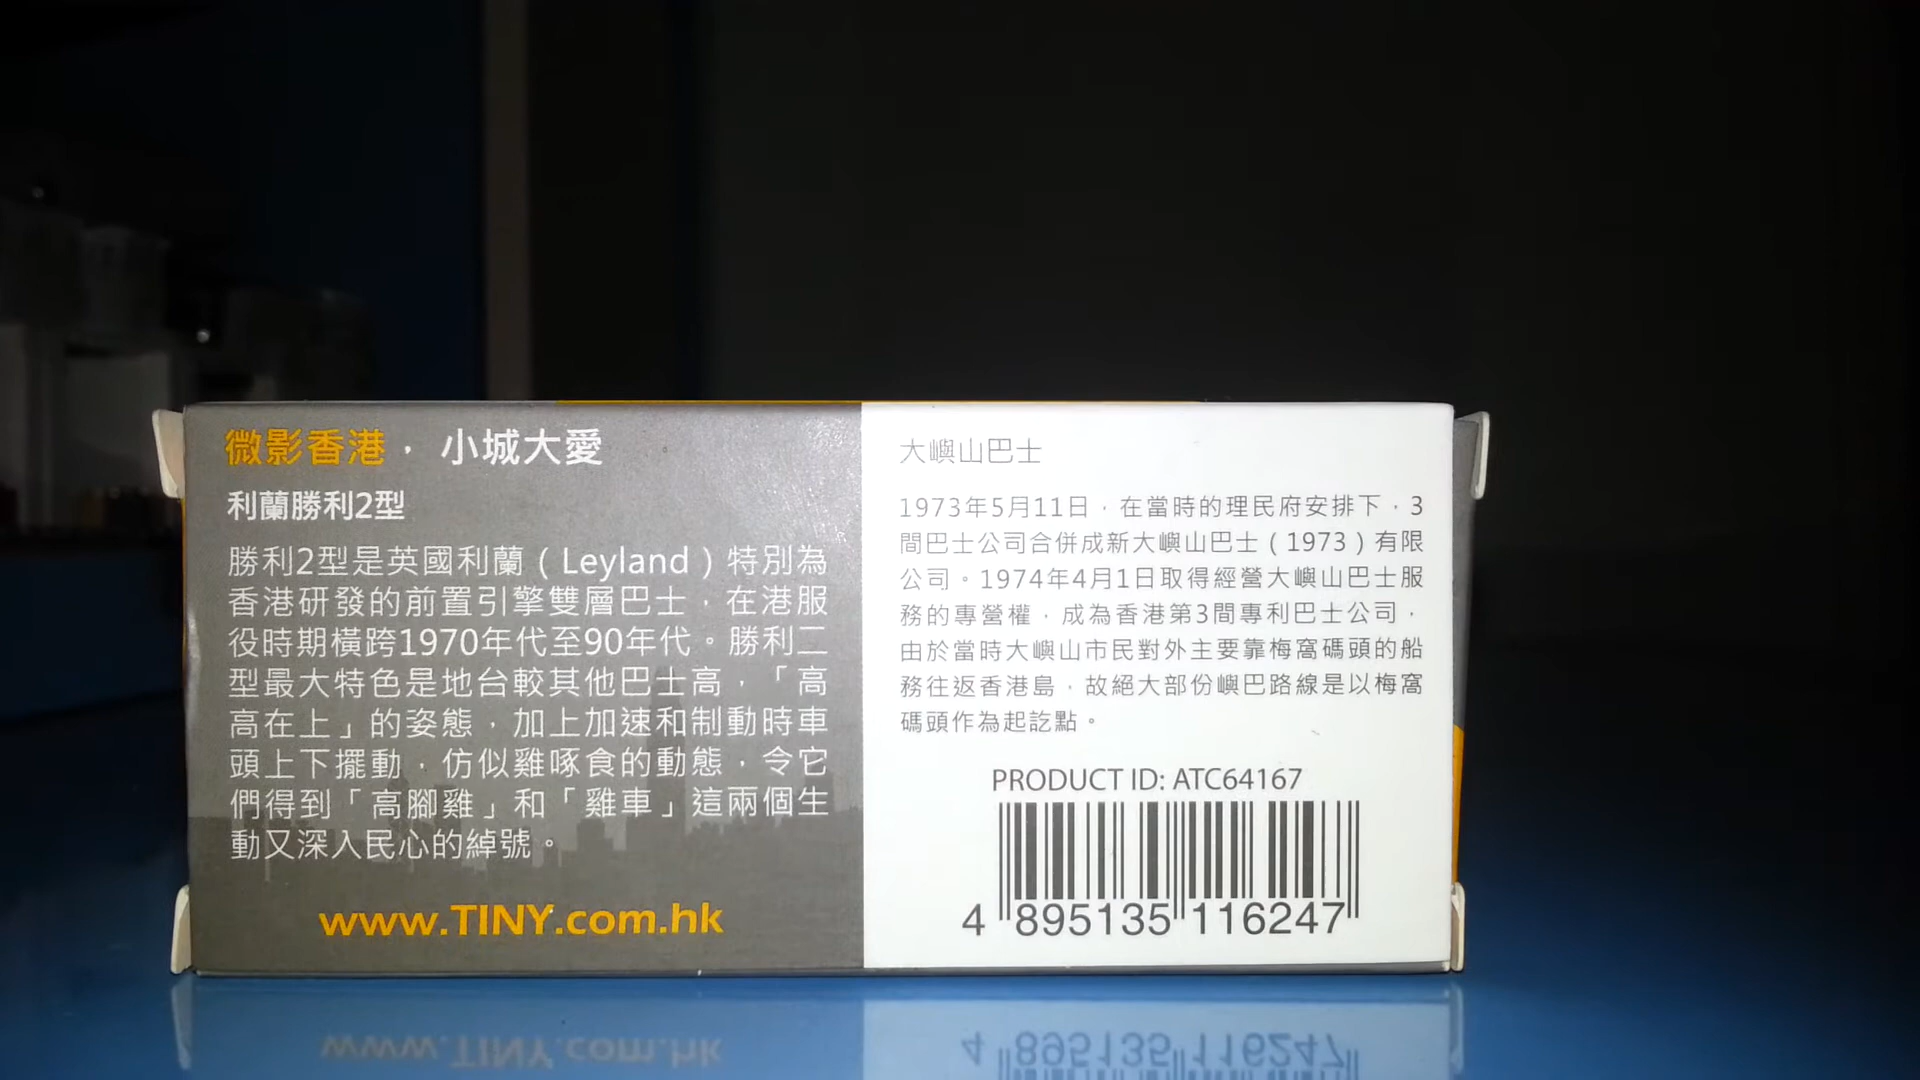 微影香港，小城大愛
利蘭勝利2型
勝利2型是英國利蘭（Leyland）特別為
香港研發的前置引擎雙層巴士，在港服
役時期橫跨1970年代至90年代。勝利二
型最大特色是地台較其他巴士高，「高
高在上」的姿態，加上加速和制動時車
頭上下擺動，仿似雞啄食的動態，令它
們得到「高腳雞」和「雞車」這兩個生
動又深入民心的綽號。
www.TINY.com.hk
大嶼山巴士
1973年5月11日，在當時的理民府安排下，3
間巴士公司合併成新大嶼山巴士（1973）有限
公司。1974年4月1日取得經營大嶼山巴士服
務的專營權，成為香港第3間專利巴士公司，
由於當時大嶼山市民對外主要靠梅窩碼頭的船
務往返香港島，故絕大部份嶼巴路線是以梅窩
碼頭作為起訖點。
PRODUCT ID: ATC64167
4 895135 116247